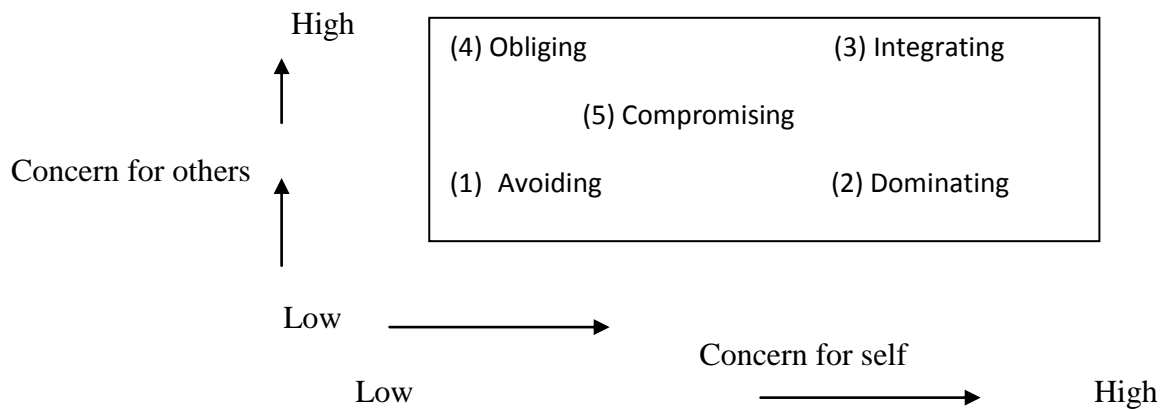 High
(4) Obliging (3) Integrating
(5) Compromising
Concern for others
(1) Avoiding (2) Dominating
Low
Concern for self
Low High